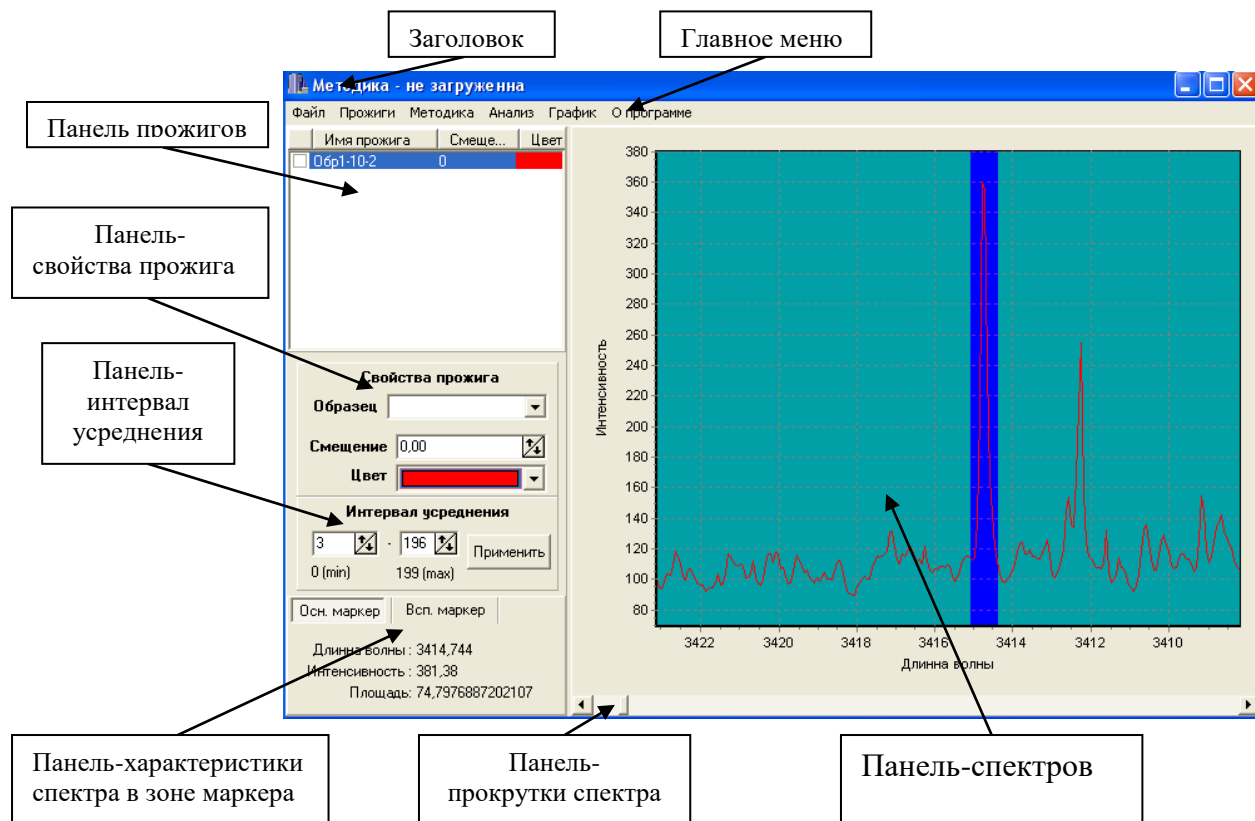 Заголовок
Главное меню
Методика - не загруженна
Файл Прожиги Методика Анализ График О программе
Панель прожигов
Имя прожига Смеще... Цвет
Обр1-10-2 0
Панель-
свойства прожига
Панель-
интервал
усреднения
Свойства прожига
Образец
Смещение 0,00
Цвет
Интервал усреднения
3 - 196 Применить
0 (min) 199 (max)
Осн. маркер Всп. маркер
Длинна волны : 3414,744
Интенсивность : 381,38
Площадь: 74,7976887202107
380
360
340
320
300
280
260
240
220
200
180
160
140
120
100
80
Интенсивность
3422 3420 3418 3416 3414 3412 3410
Длинна волны
Панель-характеристики
спектра в зоне маркера
Панель-
прокрутки спектра
Панель-спектров